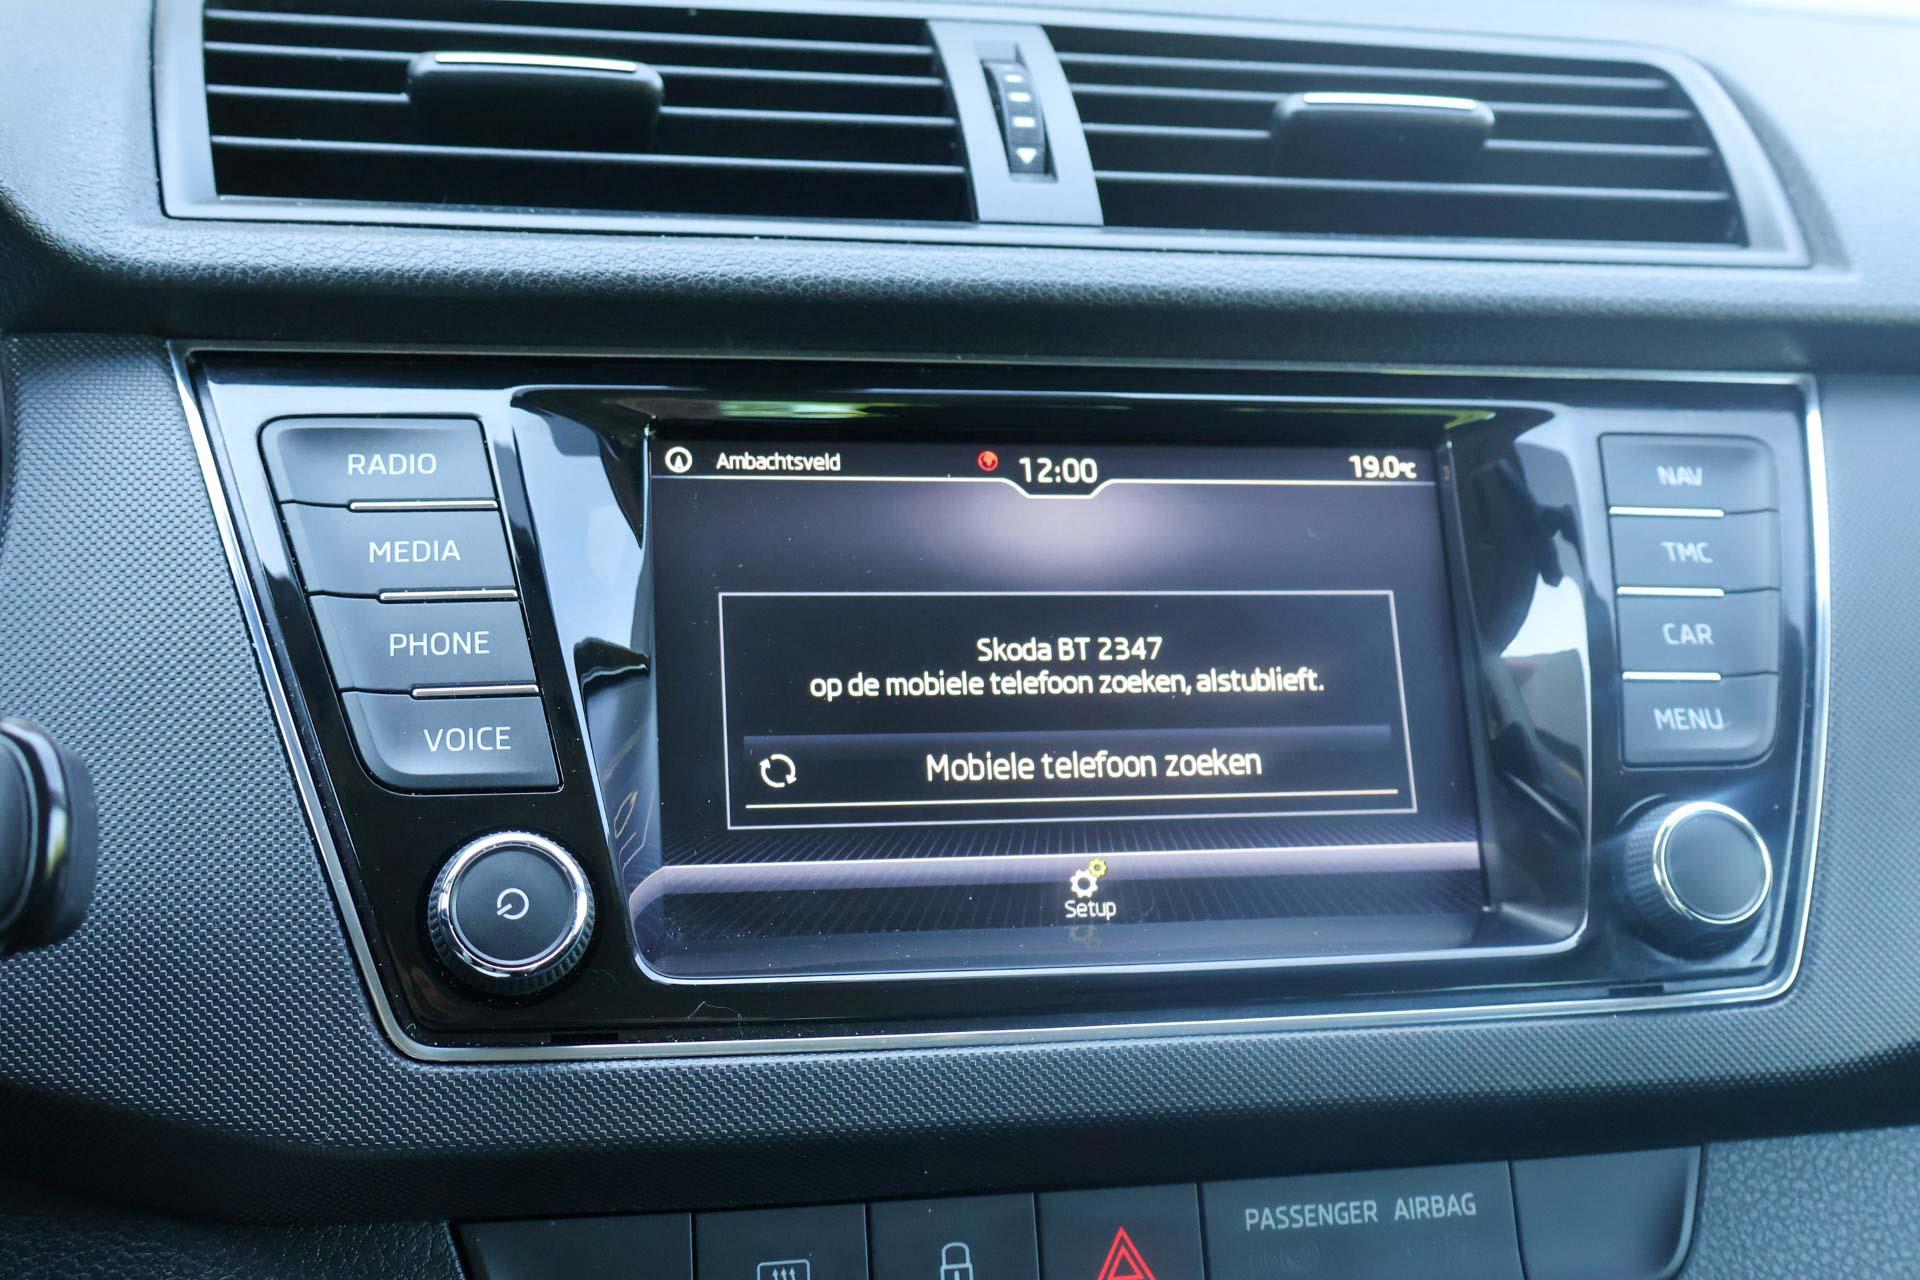 RADIO
MEDIA
PHONE
VOICE
Ambachtsveld
12:00
19.0°C
Skoda BT 2347
op de mobiele telefoon zoeken, alstublieft.
Mobiele telefoon zoeken
Setup
NAV
TMC
CAR
MENU
PASSENGER AIRBAG